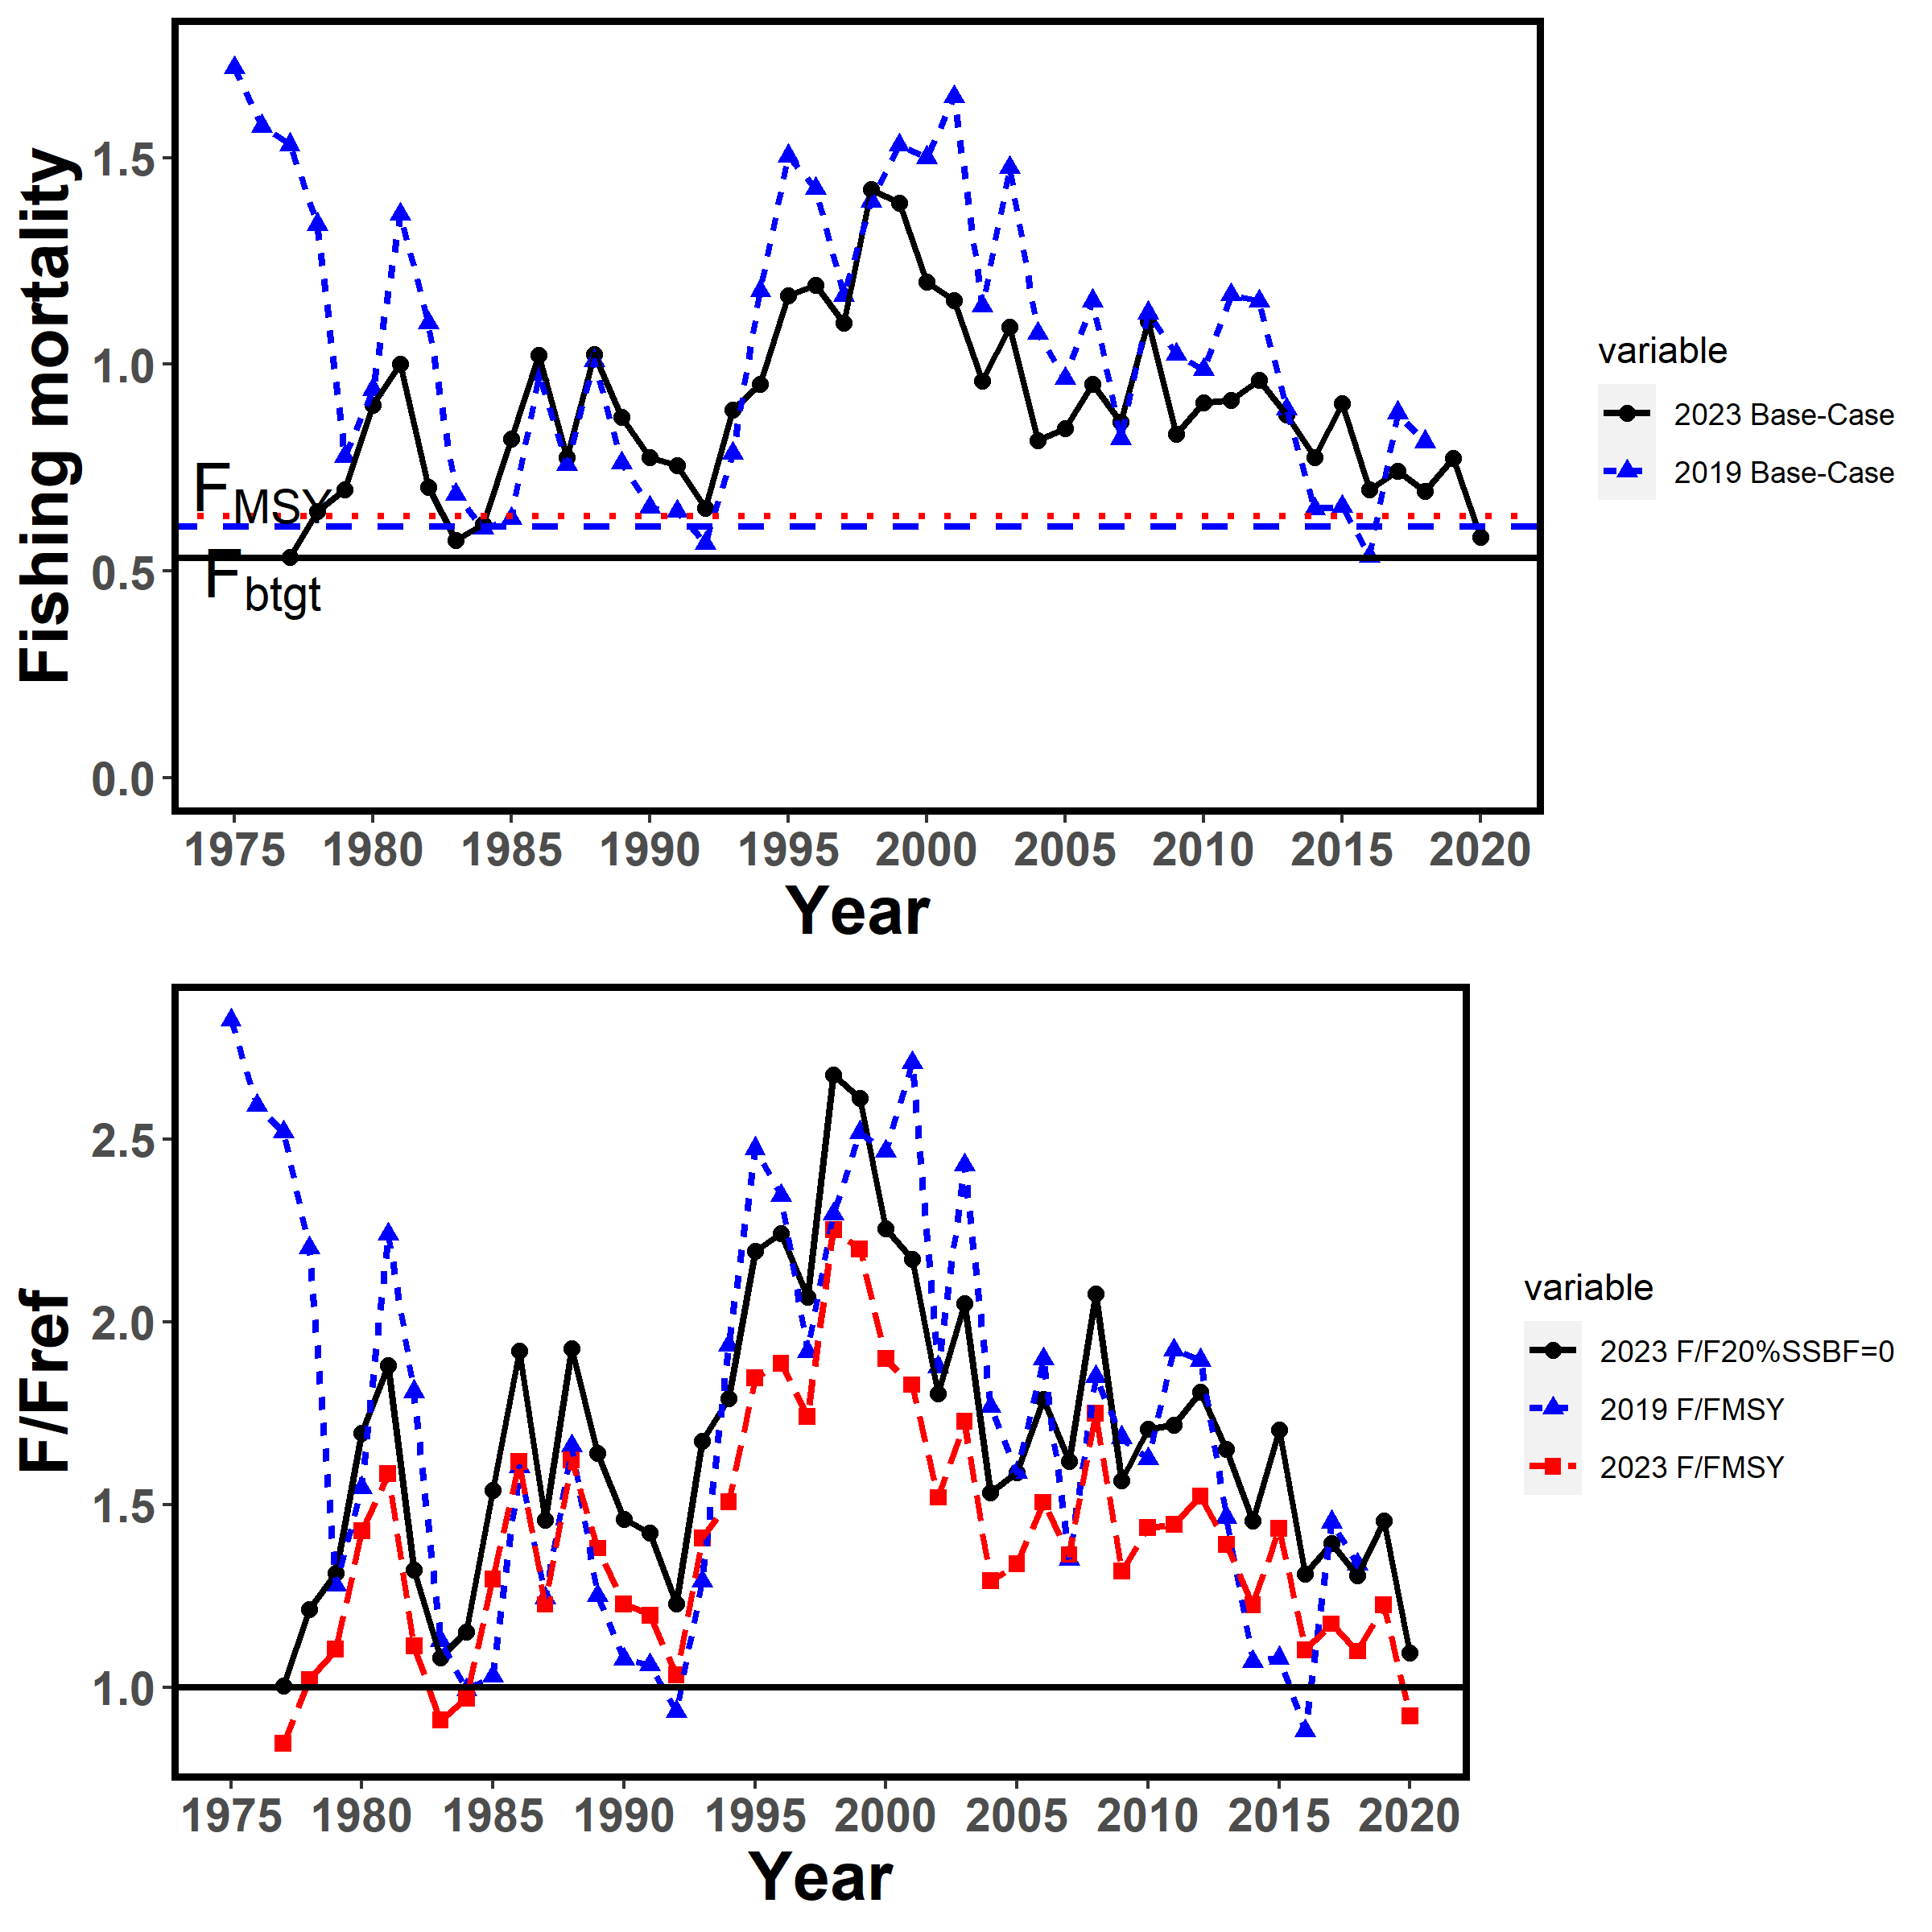 Fishing mortality
1.5
1.0
0.5
0.0
FMSY
Fbtgt
1975 1980 1985 1990 1995 2000 2005 2010 2015 2020
Year
variable
2023 Base-Case
2019 Base-Case
F/Fref
2.5
2.0
1.5
1.0
1975 1980 1985 1990 1995 2000 2005 2010 2015 2020
Year
variable
2023 F/F20%SSBF=0
2019 F/FMSY
2023 F/FMSY